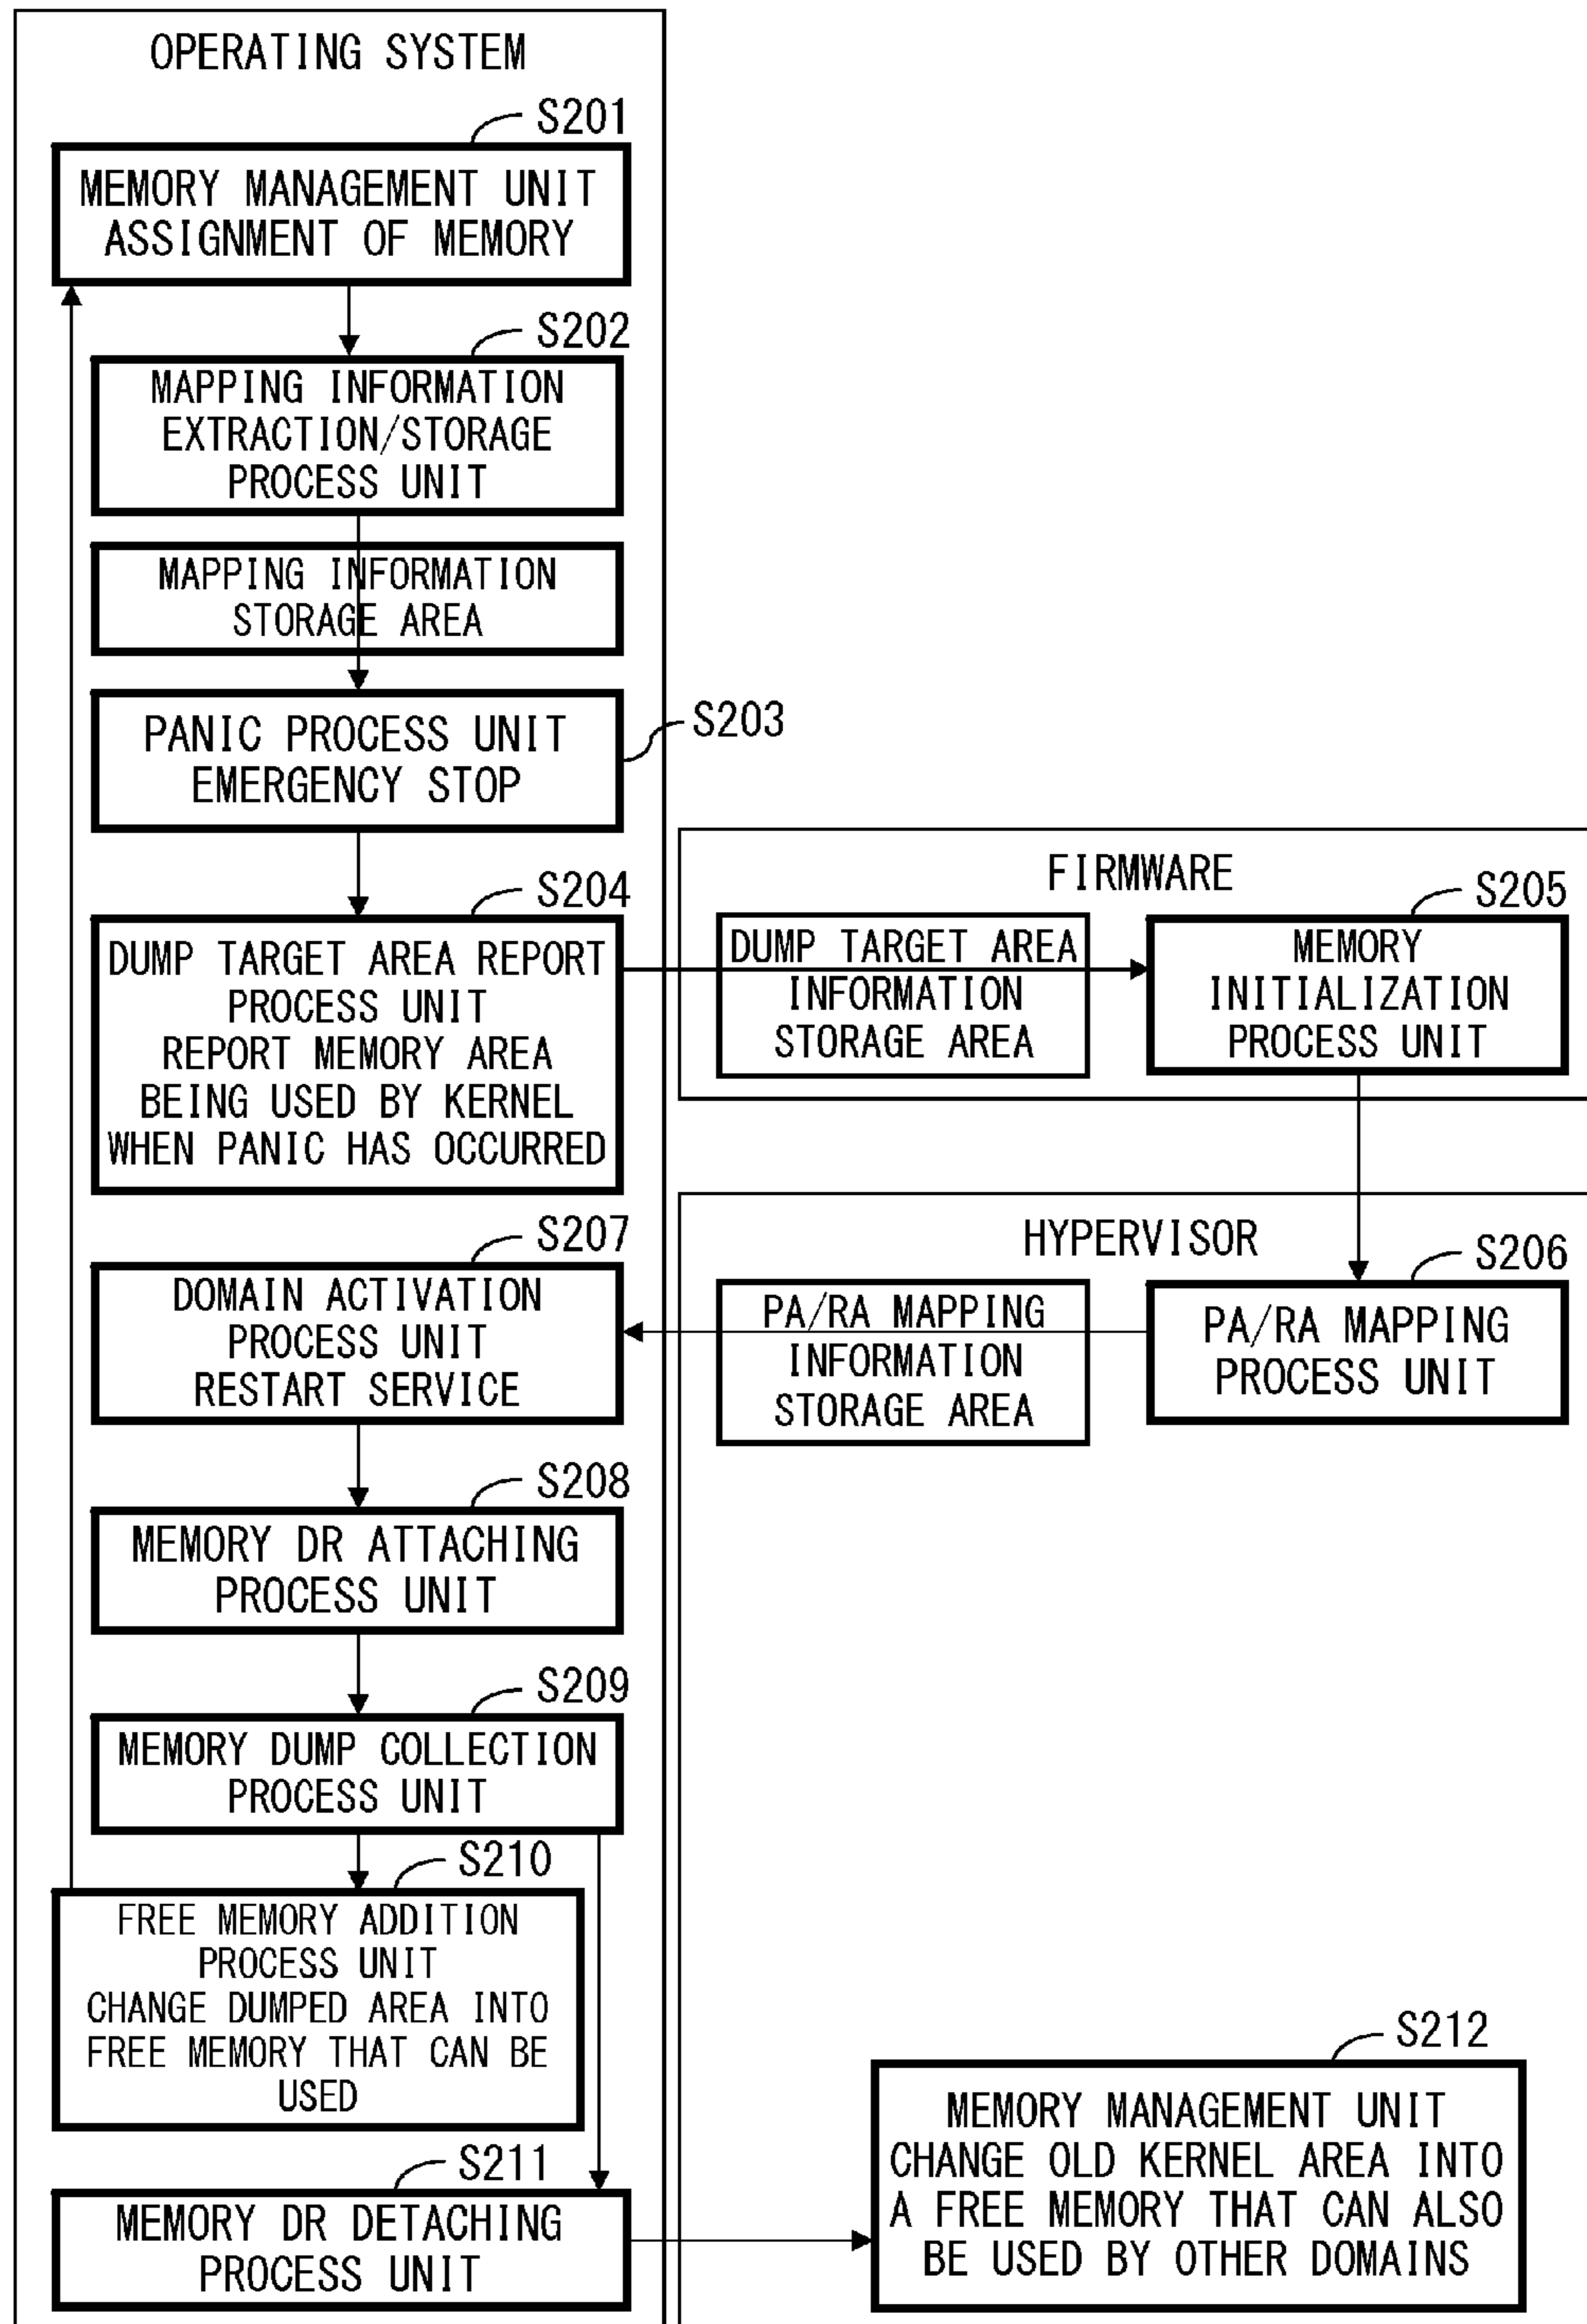 OPERATING SYSTEM
S201
MEMORY MANAGEMENT UNIT
ASSIGNMENT OF MEMORY
S202
MAPPING INFORMATION
EXTRACTION/STORAGE
PROCESS UNIT
MAPPING INFORMATION
STORAGE AREA
S203
PANIC PROCESS UNIT
EMERGENCY STOP
S204
DUMP TARGET AREA REPORT
PROCESS UNIT
REPORT MEMORY AREA
BEING USED BY KERNEL
WHEN PANIC HAS OCCURRED
FIRMWARE
DUMP TARGET AREA
INFORMATION
STORAGE AREA
S205
MEMORY
INITIALIZATION
PROCESS UNIT
HYPERVISOR
S206
PA/RA MAPPING
PROCESS UNIT
PA/RA MAPPING
INFORMATION
STORAGE AREA
S207
DOMAIN ACTIVATION
PROCESS UNIT
RESTART SERVICE
S208
MEMORY DR ATTACHING
PROCESS UNIT
S209
MEMORY DUMP COLLECTION
PROCESS UNIT
S210
FREE MEMORY ADDITION
PROCESS UNIT
CHANGE DUMPED AREA INTO
FREE MEMORY THAT CAN BE
USED
S211
MEMORY DR DETACHING
PROCESS UNIT
S212
MEMORY MANAGEMENT UNIT
CHANGE OLD KERNEL AREA INTO
A FREE MEMORY THAT CAN ALSO
BE USED BY OTHER DOMAINS